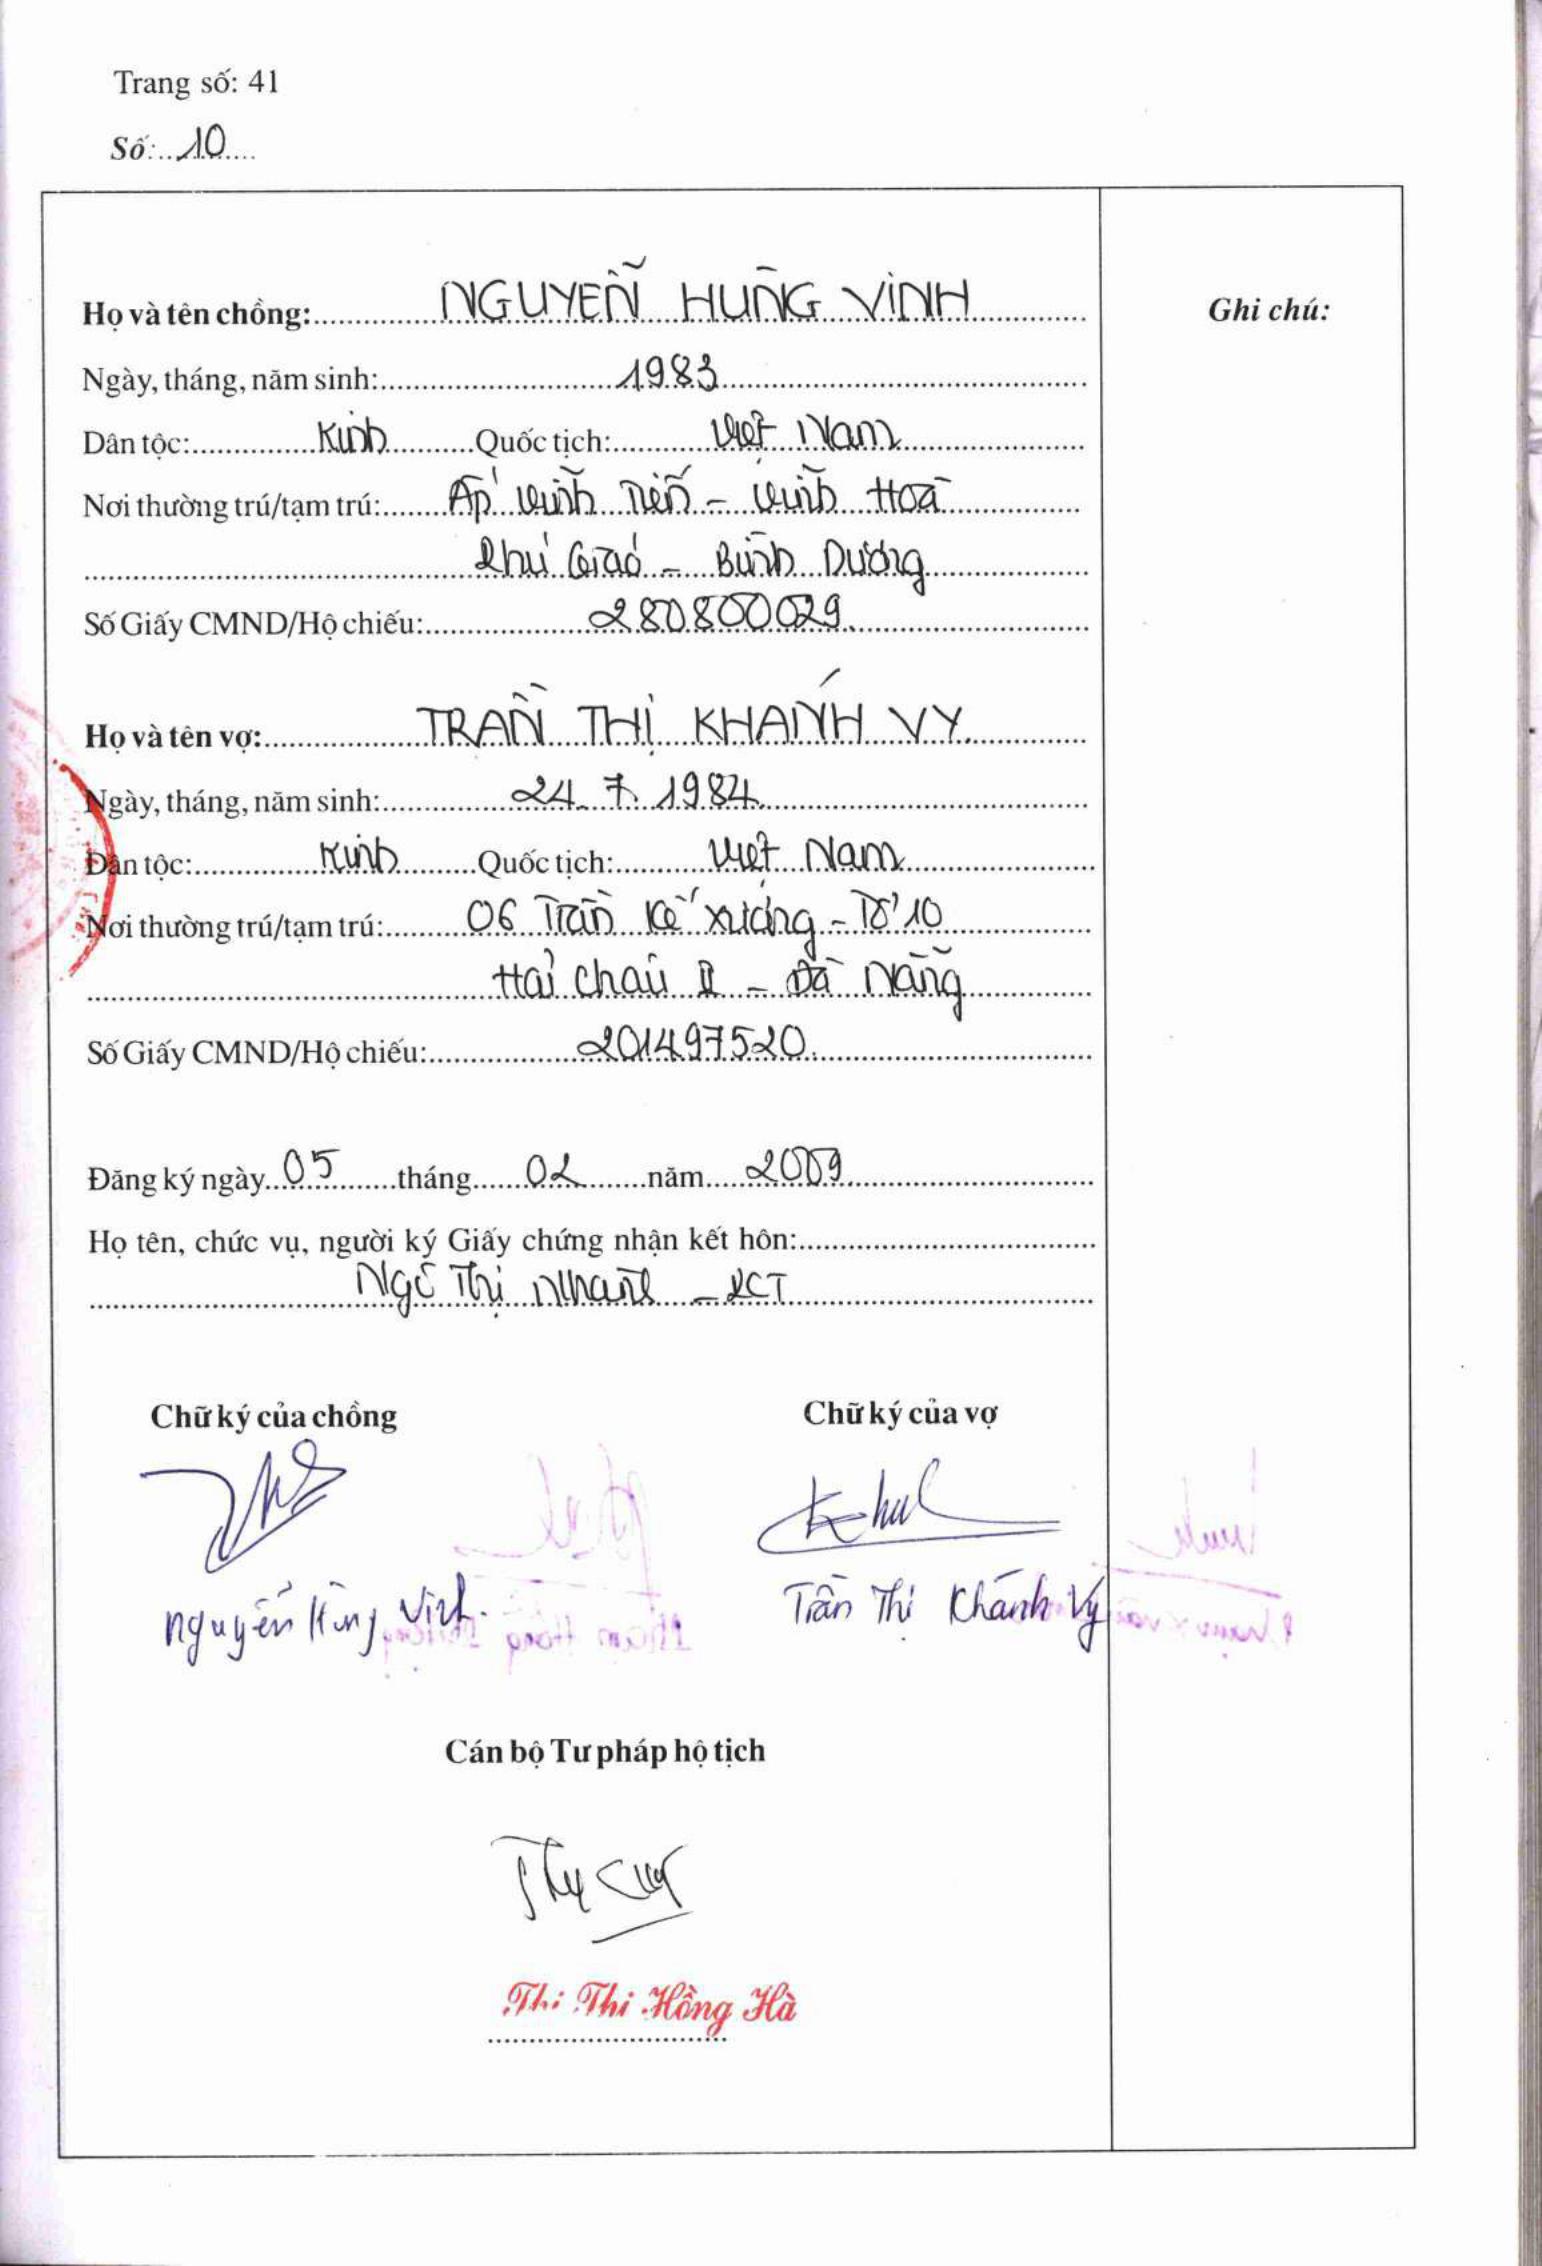 Trang số: 41
Số: 10
Họ và tên chồng: NGUYỄN HÙNG VINH
Ghi chú:
Ngày, tháng, năm sinh: 1983
Dân tộc: Kinh Quốc tịch: Việt Nam
Nơi thường trú/tạm trú: Ấp Vĩnh Tiến - Vĩnh Hoà
Phú Giáo - Bình Dương
Số Giấy CMND/Hộ chiếu: 280800029
Họ và tên vợ: TRẦN THỊ KHÁNH VY
Ngày, tháng, năm sinh: 24. 7. 1984
Dân tộc: Kinh Quốc tịch: Việt Nam
Nơi thường trú/tạm trú: 06 Trần Kế Xương - Tổ 10
Hải Châu II - Đà Nẵng
Số Giấy CMND/Hộ chiếu: 201497520
Đăng ký ngày 05 tháng 02 năm 2009
Họ tên, chức vụ, người ký Giấy chứng nhận kết hôn:
Ngô Thị Nhành - PCT
Chữ ký của chồng Chữ ký của vợ
Nguyễn Hùng Vinh. Trần Thị Khánh Vy
Cán bộ Tư pháp hộ tịch
Thi Thi Hồng Hà